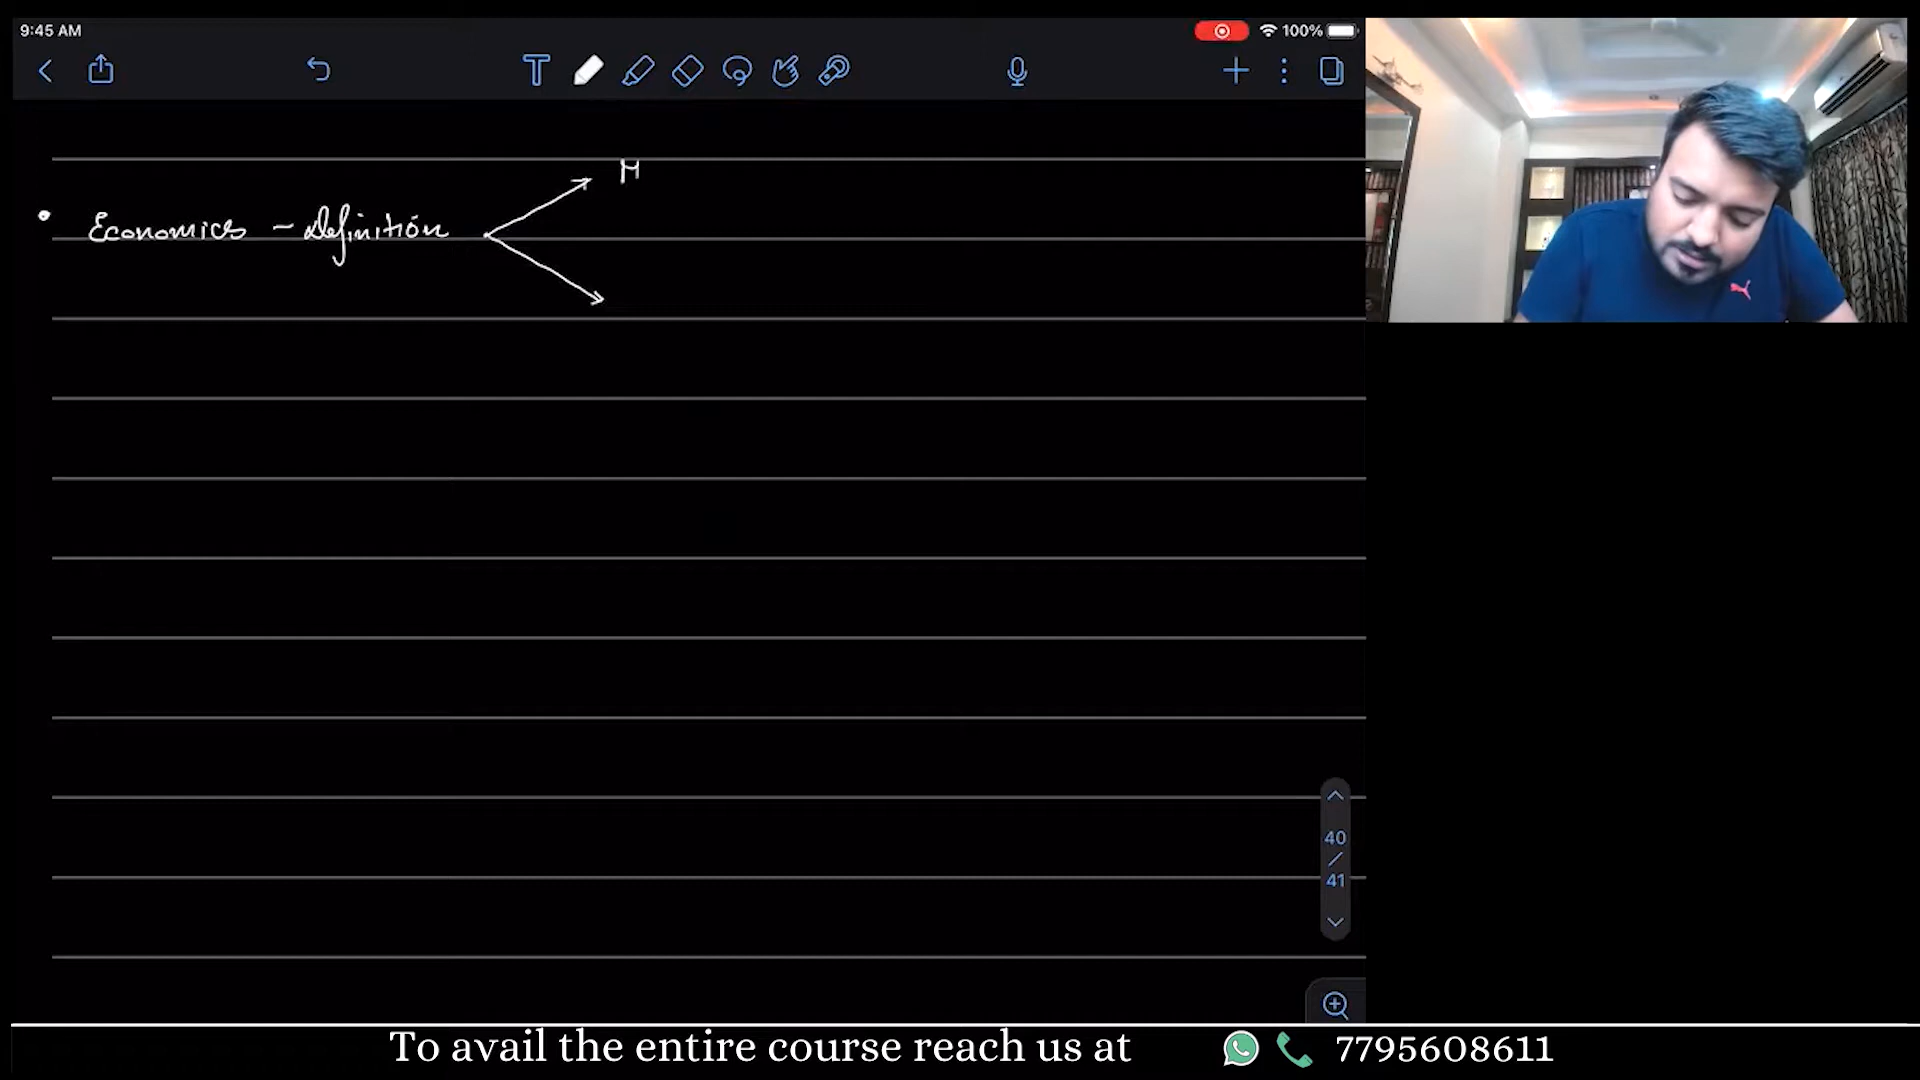 9:45 AM
100%
M
• Economics - Definition
40
/
41
To avail the entire course reach us at 7795608611